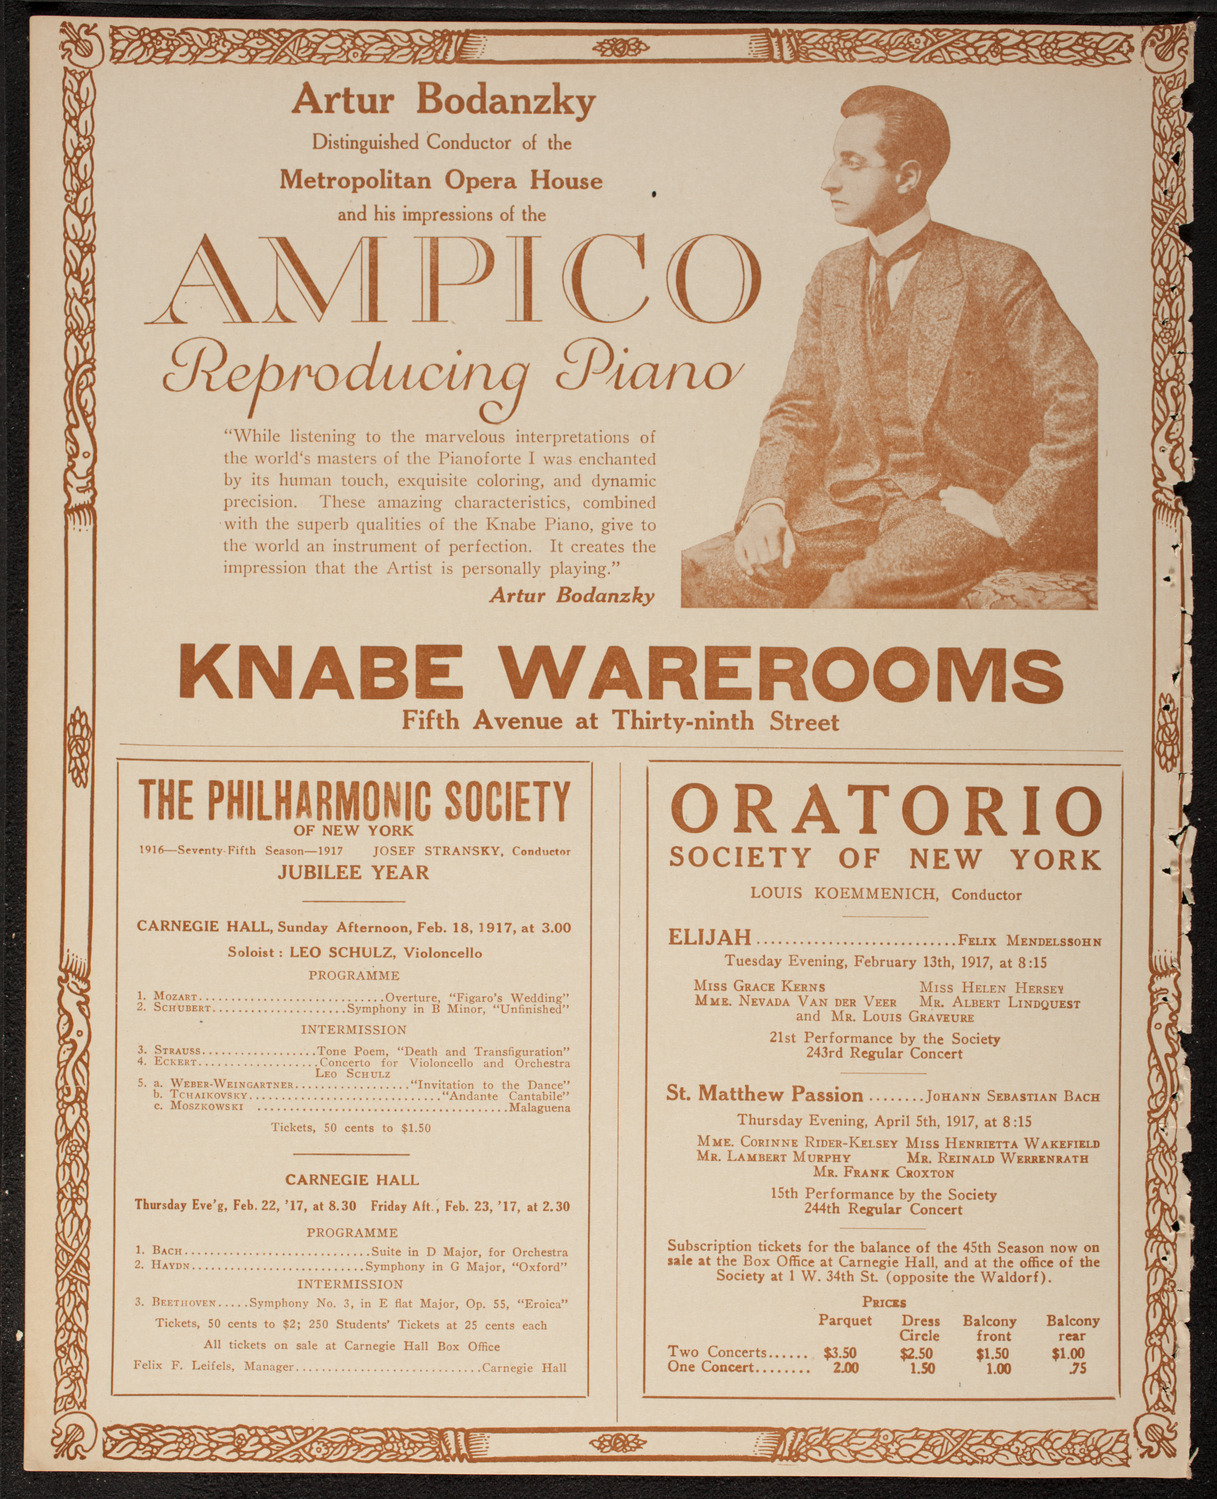 Artur Bodanzky
Distinguished Conductor of the
Metropolitan Opera House
and his impressions of the
AMPICO
Reproducing Piano
“While listening to the marvelous interpretations of
the world‘s masters of the Pianoforte I was enchanted
by its human touch, exquisite coloring, and dynamic
precision. These amazing characteristics, combined
with the superb qualities of the Knabe Piano, give to
the world an instrument of perfection. It creates the
impression that the Artist is personally playing.”
Artur Bodanzky
KNABE WAREROOMS
Fifth Avenue at Thirty-ninth Street
THE PHILHARMONIC SOCIETY
OF NEW YORK
1916—Seventy-Fifth Season—1917 JOSEF STRANSKY, Conductor
JUBILEE YEAR
CARNEGIE HALL, Sunday Afternoon, Feb. 18, 1917, at 3.00
Soloist : LEO SCHULZ, Violoncello
PROGRAMME
1. MOZART............................Overture, “Figaro's Wedding”
2. SCHUBERT....................Symphony in B Minor, “Unfinished”
INTERMISSION
3. STRAUSS.................Tone Poem, “Death and Transfiguration”
4. ECKERT..................Concerto for Violoncello and Orchestra
LEO SCHULZ
5. a. WEBER-WEINGARTNER.................“Invitation to the Dance”
b. TCHAIKOVSKY............................“Andante Cantabile”
c. MOSZKOWSKI .....................................Malaguena
Tickets, 50 cents to $1.50
CARNEGIE HALL
Thursday Eve'g, Feb. 22, '17, at 8.30 Friday Aft., Feb. 23, '17, at 2.30
PROGRAMME
1. BACH............................Suite in D Major, for Orchestra
2. HAYDN..........................Symphony in G Major, “Oxford”
INTERMISSION
3. BEETHOVEN.....Symphony No. 3, in E flat Major, Op. 55, “Eroica”
Tickets, 50 cents to $2; 250 Students' Tickets at 25 cents each
All tickets on sale at Carnegie Hall Box Office
Felix F. Leifels, Manager............................Carnegie Hall
ORATORIO
SOCIETY OF NEW YORK
LOUIS KOEMMENICH, Conductor
ELIJAH............................FELIX MENDELSSOHN
Tuesday Evening, February 13th, 1917, at 8:15
MISS GRACE KERNS MISS HELEN HERSEY
MME. NEVADA VAN DER VEER MR. ALBERT LINDQUEST
and MR. LOUIS GRAVEURE
21st Performance by the Society
243rd Regular Concert
St. Matthew Passion ........JOHANN SEBASTIAN BACH
Thursday Evening, April 5th, 1917, at 8:15
MME. CORINNE RIDER-KELSEY MISS HENRIETTA WAKEFIELD
MR. LAMBERT MURPHY MR. REINALD WERRENRATH
MR. FRANK CROXTON
15th Performance by the Society
244th Regular Concert
Subscription tickets for the balance of the 45th Season now on
sale at the Box Office at Carnegie Hall, and at the office of the
Society at 1 W. 34th St. (opposite the Waldorf).
PRICES
Parquet Dress Balcony Balcony
Circle front rear
Two Concerts...... $3.50 $2.50 $1.50 $1.00
One Concert........ 2.00 1.50 1.00 .75